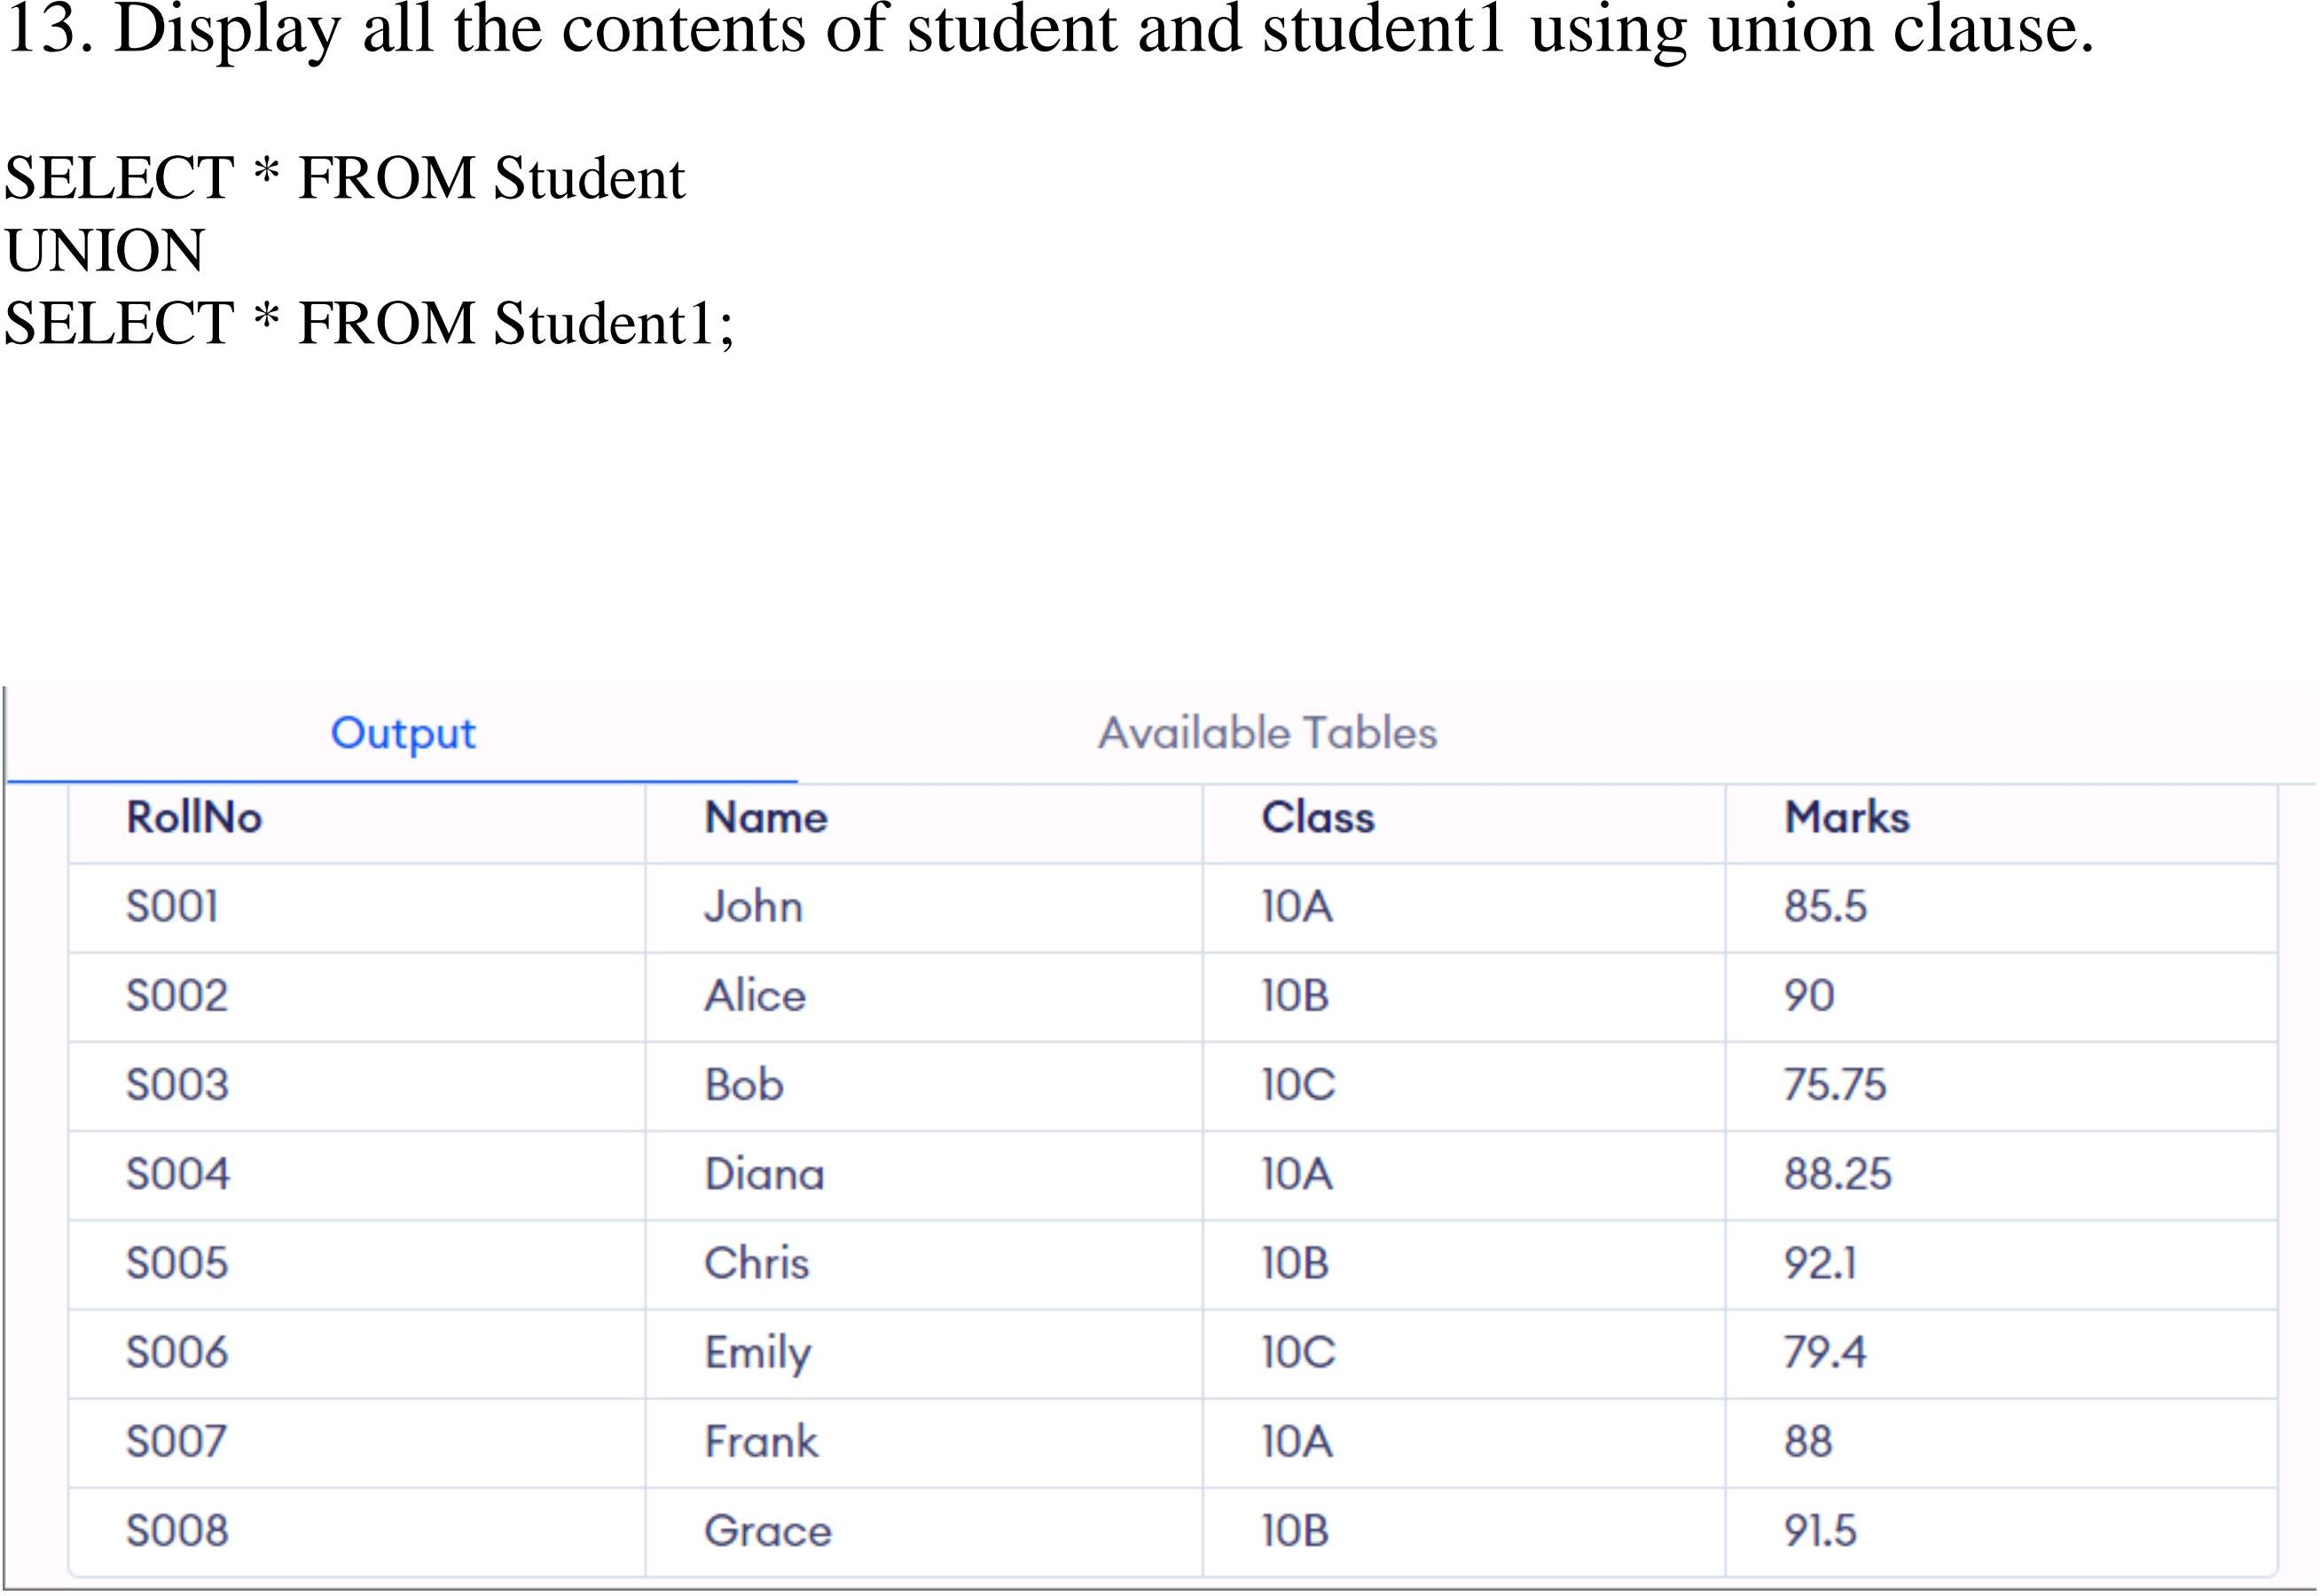 13. Display all the contents of student and student1 using union clause.
SELECT * FROM Student
UNION
SELECT * FROM Student1;
Output Available Tables
RollNo Name Class Marks
S001 John 10A 85.5
S002 Alice 10B 90
S003 Bob 10C 75.75
S004 Diana 10A 88.25
S005 Chris 10B 92.1
S006 Emily 10C 79.4
S007 Frank 10A 88
S008 Grace 10B 91.5